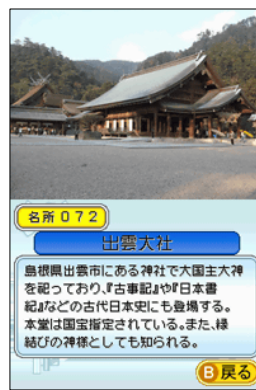 名所072
出雲大社
島根県出雲市にある神社で大国主大神
を祀っており、『古事記』や『日本書
紀』などの古代日本史にも登場する。
本堂は国宝指定されている。また、縁
結びの神様としても知られる。
B戻る